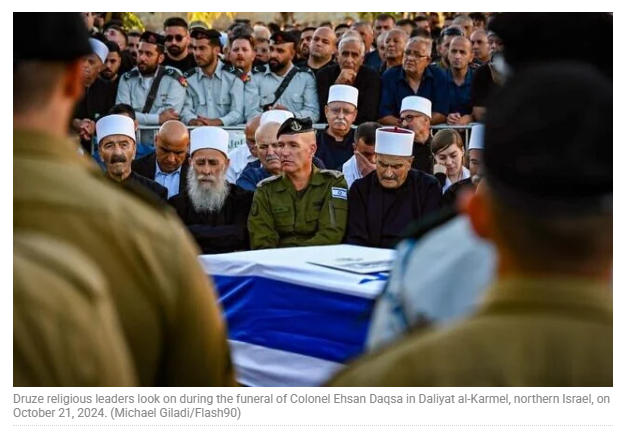 Druze religious leaders look on during the funeral of Colonel Ehsan Daqsa in Daliyat al-Karmel, northern Israel, on
October 21, 2024. (Michael Giladi/Flash90)